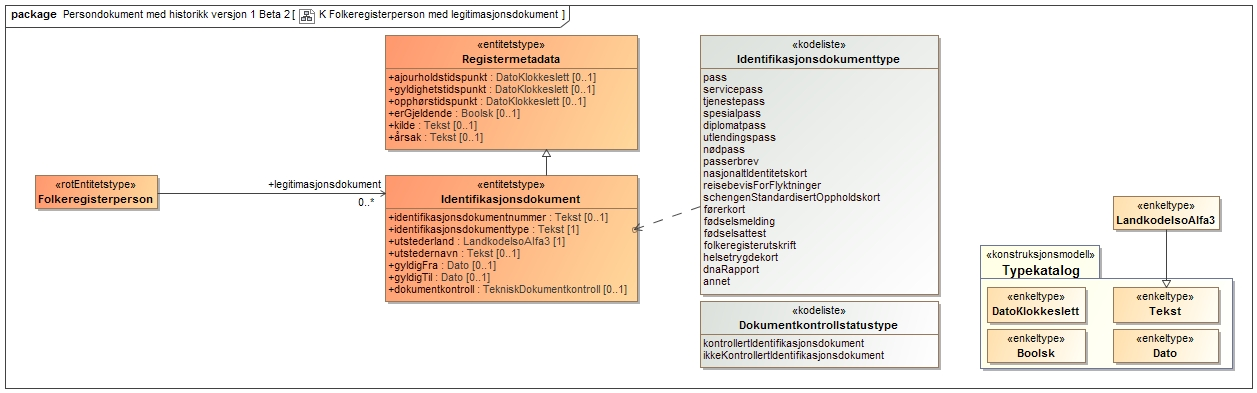 package Persondokument med historikk versjon 1 Beta 2 [ K Folkeregisterperson med legitimasjonsdokument ]
«entitetstype»
Registermetadata
+ajourholdstidspunkt : DatoKlokkeslett [0..1]
+gyldighetstidspunkt : DatoKlokkeslett [0..1]
+opphørstidspunkt : DatoKlokkeslett [0..1]
+erGjeldende : Boolsk [0..1]
+kilde : Tekst [0..1]
+årsak : Tekst [0..1]
«rotEntitetstype»
Folkeregisterperson
+legitimasjonsdokument
0..*
«entitetstype»
Identifikasjonsdokument
+identifikasjonsdokumentnummer : Tekst [0..1]
+identifikasjonsdokumenttype : Tekst [1]
+utstederland : LandkodeIsoAlfa3 [1]
+utstedernavn : Tekst [0..1]
+gyldigFra : Dato [0..1]
+gyldigTil : Dato [0..1]
+dokumentkontroll : TekniskDokumentkontroll [0..1]
«kodeliste»
Identifikasjonsdokumenttype
pass
servicepass
tjenestepass
spesialpass
diplomatpass
utlendingspass
nødpass
passerbrev
nasjonaltIdentitetskort
reisebevisForFlyktninger
schengenStandardisertOppholdskort
førerkort
fødselsmelding
fødselsattest
folkeregisterutskrift
helsetrygdekort
dnaRapport
annet
«kodeliste»
Dokumentkontrollstatustype
kontrollertIdentifikasjonsdokument
ikkeKontrollertIdentifikasjonsdokument
«enkeltype»
LandkodeIsoAlfa3
«konstruksjonsmodell»
Typekatalog
«enkeltype»
DatoKlokkeslett
«enkeltype»
Tekst
«enkeltype»
Boolsk
«enkeltype»
Dato